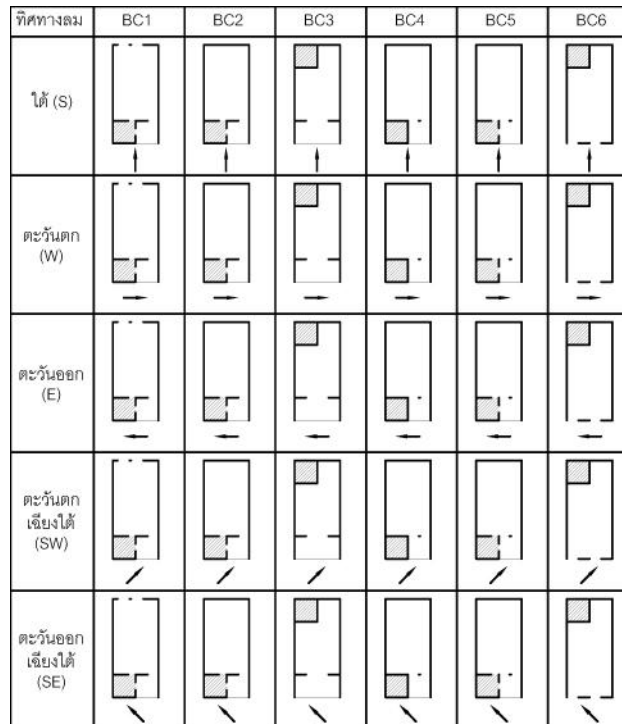 ทิศทางลม BC1 BC2 BC3 BC4 BC5 BC6
ใต้ (S)
ตะวันตก
(W)
ตะวันออก
(E)
ตะวันตก
เฉียงใต้
(SW)
ตะวันออก
เฉียงใต้
(SE)